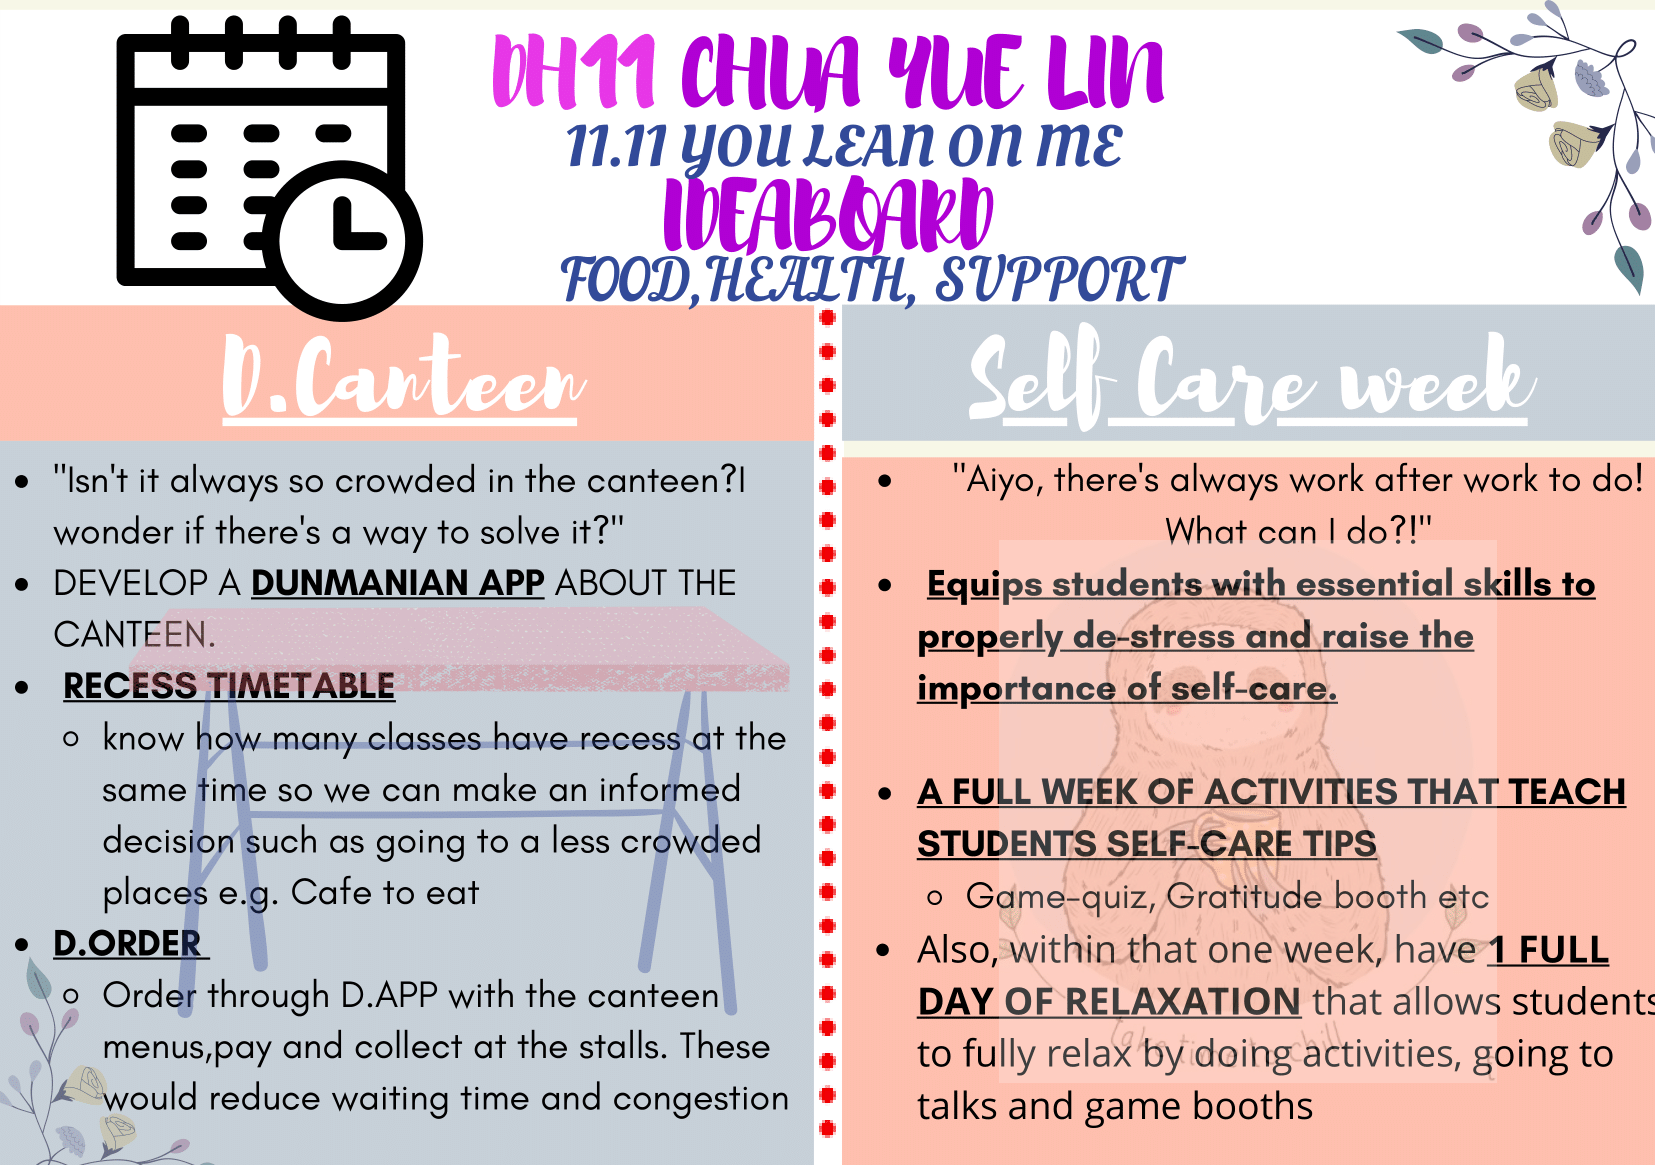 DH11 CHUA YUE LIN
11.11 YOU LEAN ON ME
IDEABOARD
FOOD,HEALTH, SUPPORT
D.Canteen
"Isn't it always so crowded in the canteen?I
wonder if there's a way to solve it?"
DEVELOP A DUNMANIAN APP ABOUT THE
CANTEEN.
RECESS TIMETABLE
know how many classes have recess at the
same time so we can make an informed
decision such as going to a less crowded
places e.g. Cafe to eat
D.ORDER
Order through D.APP with the canteen
menus,pay and collect at the stalls. These
would reduce waiting time and congestion
Self Care week
"Aiyo, there's always work after work to do!
What can I do?!"
Equips students with essential skills to
properly de-stress and raise the
importance of self-care.
A FULL WEEK OF ACTIVITIES THAT TEACH
STUDENTS SELF-CARE TIPS
Game-quiz, Gratitude booth etc
Also, within that one week, have 1 FULL
DAY OF RELAXATION that allows students
to fully relax by doing activities, going to
talks and game booths
take time to chill